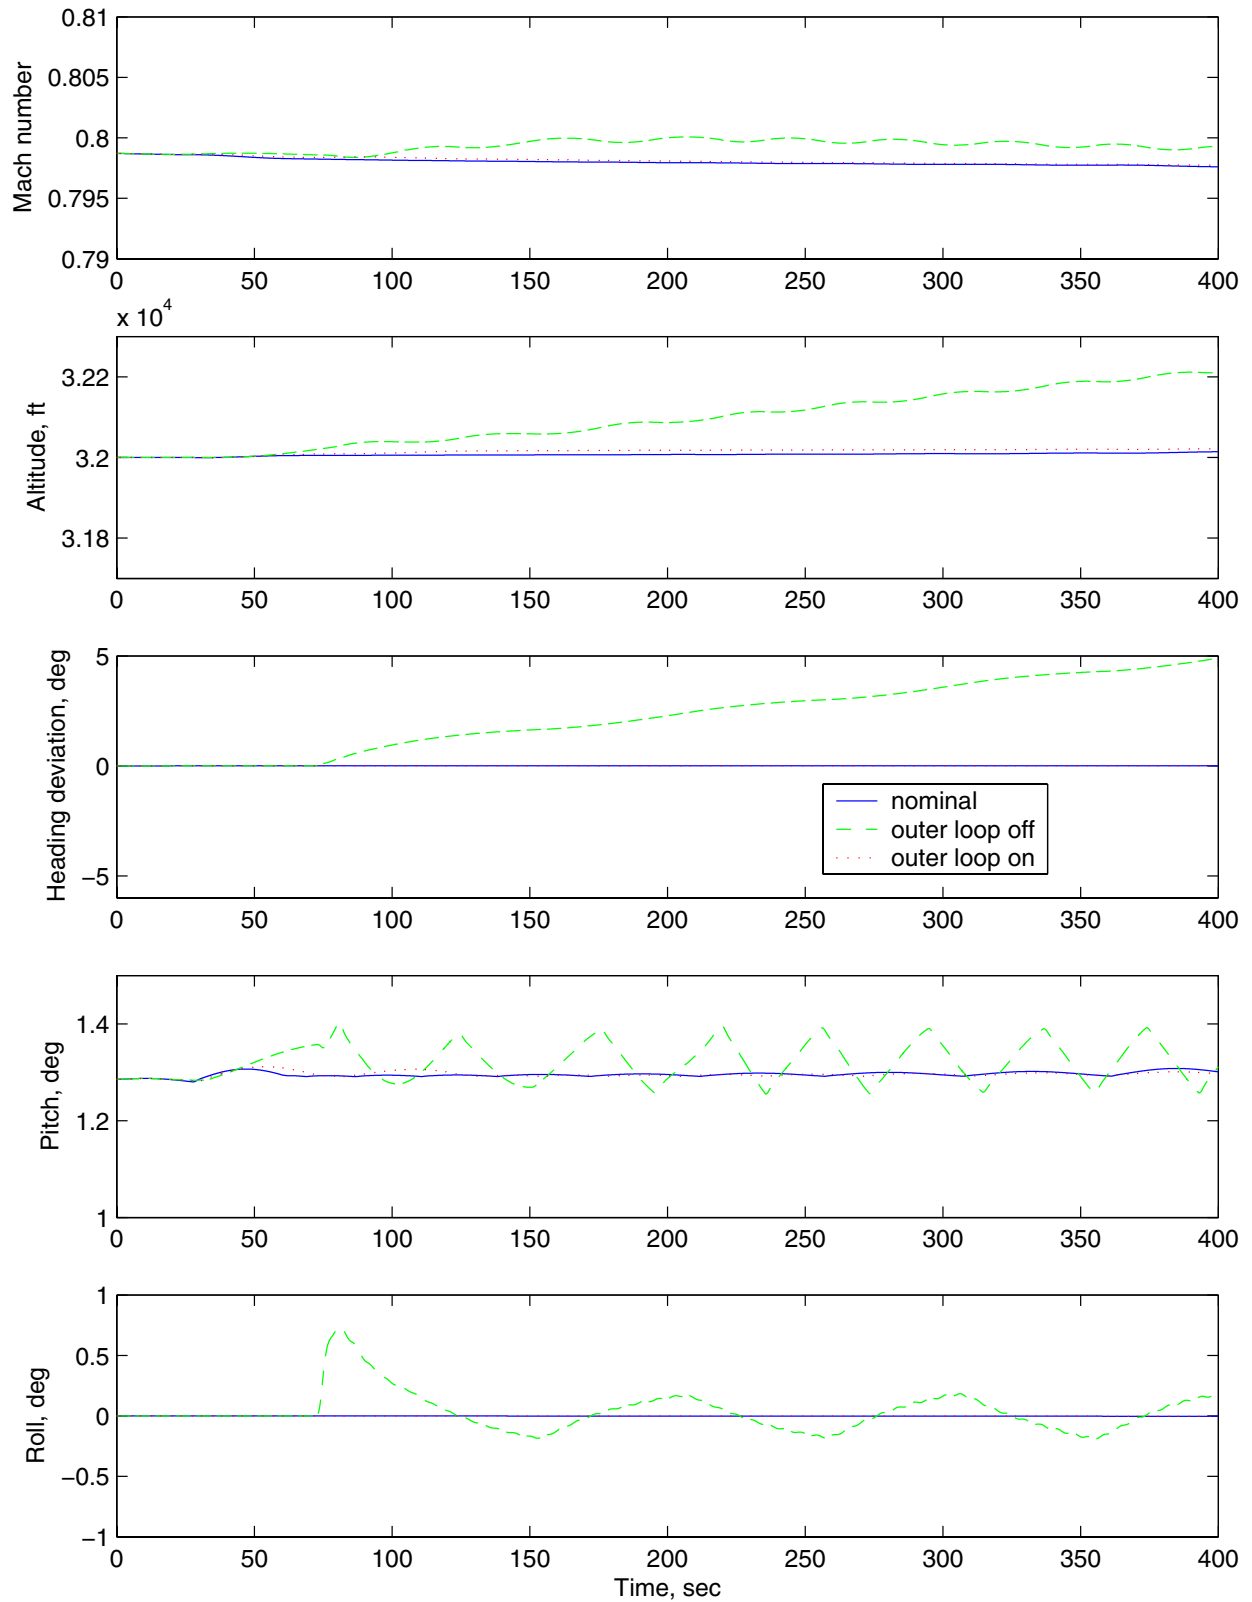 0.81
0.805
0.8
0.795
0.79
Mach number
0 50 100 150 200 250 300 350 400
x 10^4
3.22
3.2
3.18
Altitude, ft
0 50 100 150 200 250 300 350 400
5
0
−5
Heading deviation, deg
nominal
outer loop off
outer loop on
0 50 100 150 200 250 300 350 400
1.4
1.2
1
Pitch, deg
0 50 100 150 200 250 300 350 400
1
0.5
0
−0.5
−1
Roll, deg
0 50 100 150 200 250 300 350 400
Time, sec